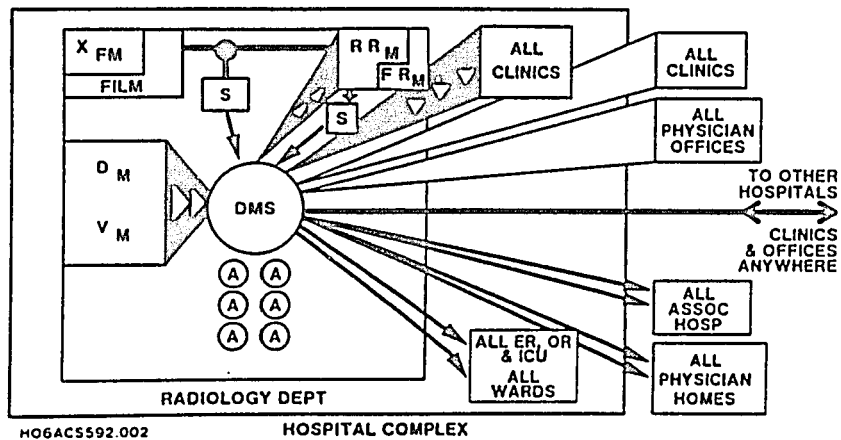 X FM
FILM
S
R R M
F R M
S
ALL
CLINICS
ALL
CLINICS
ALL
PHYSICIAN
OFFICES
D M
V M
DMS
TO OTHER
HOSPITALS
CLINICS
& OFFICES
ANYWHERE
A A
A A
A A
ALL
ASSOC
HOSP
ALL ER, OR
& ICU
ALL
WARDS
ALL
PHYSICIAN
HOMES
RADIOLOGY DEPT
HO6ACS592.002
HOSPITAL COMPLEX